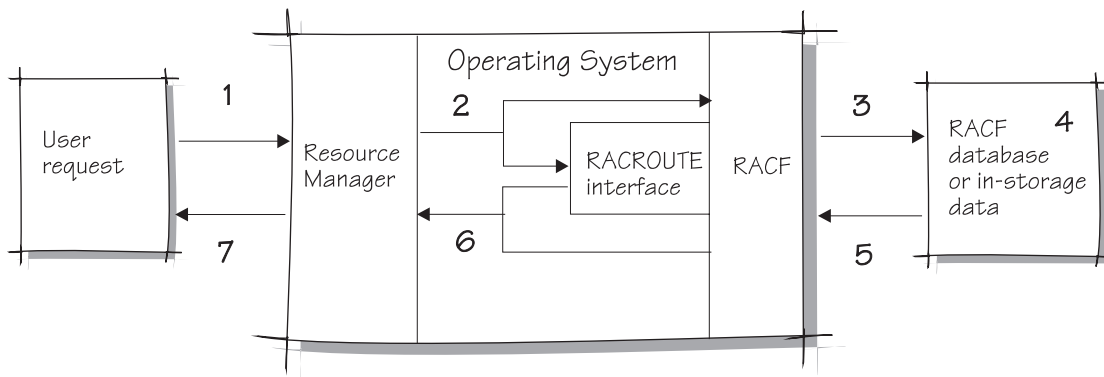 Operating System
1
2
3
4
User
request
Resource
Manager
RACROUTE
interface
RACF
RACF
database
or in-storage
data
5
6
7